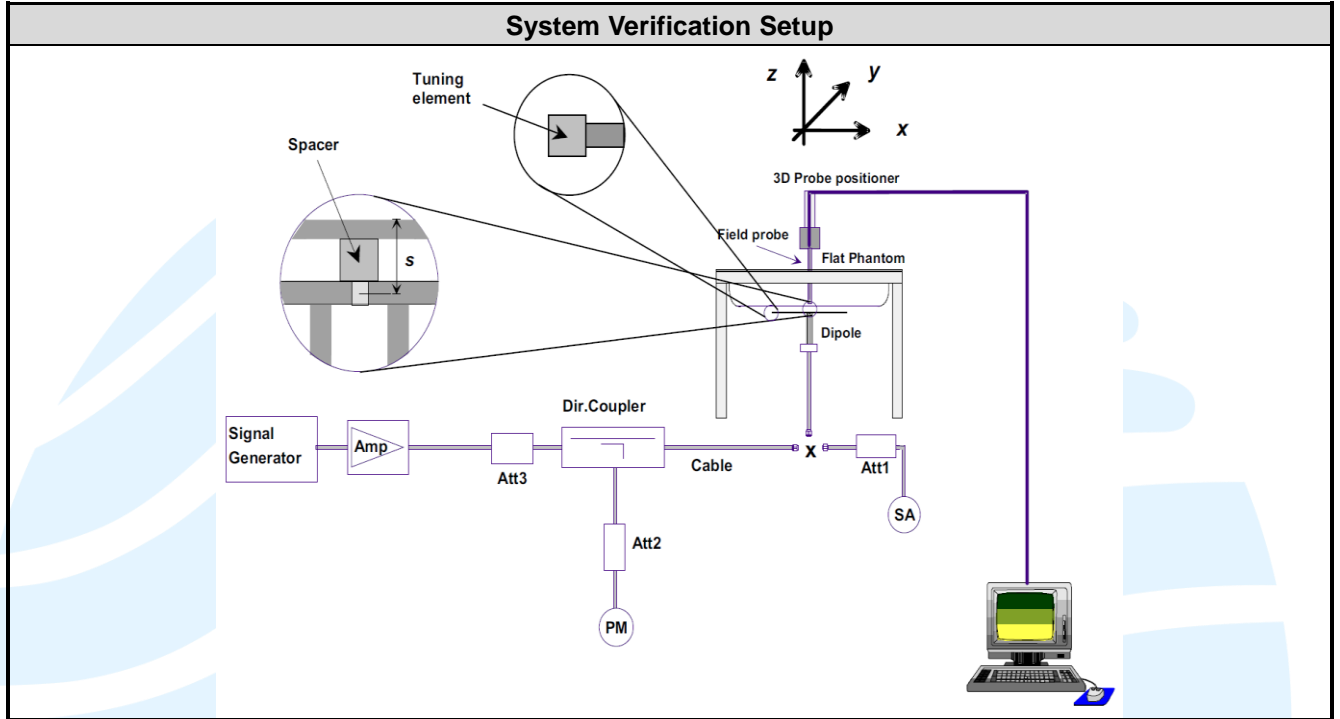 System Verification Setup
Tuning
element
z
y
x
Spacer
3D Probe positioner
Field probe
Flat Phantom
s
Dipole
Dir.Coupler
Signal
Generator
Amp
Att3
Cable
x
Att1
SA
Att2
PM